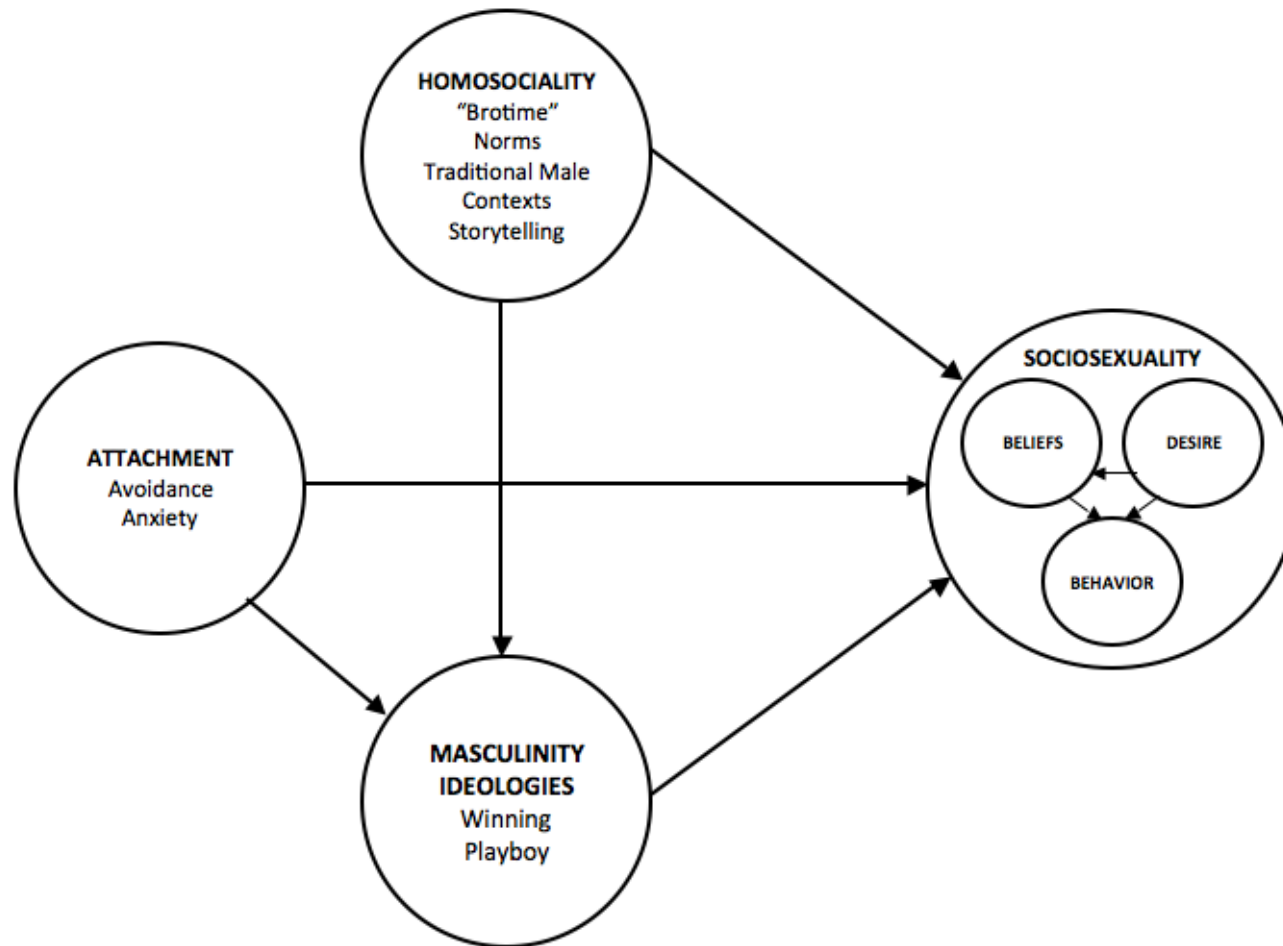 HOMOSOCIALITY
“Brotime”
Norms
Traditional Male
Contexts
Storytelling
ATTACHMENT
Avoidance
Anxiety
MASCULINITY
IDEOLOGIES
Winning
Playboy
SOCIOSEXUALITY
BELIEFS
DESIRE
BEHAVIOR